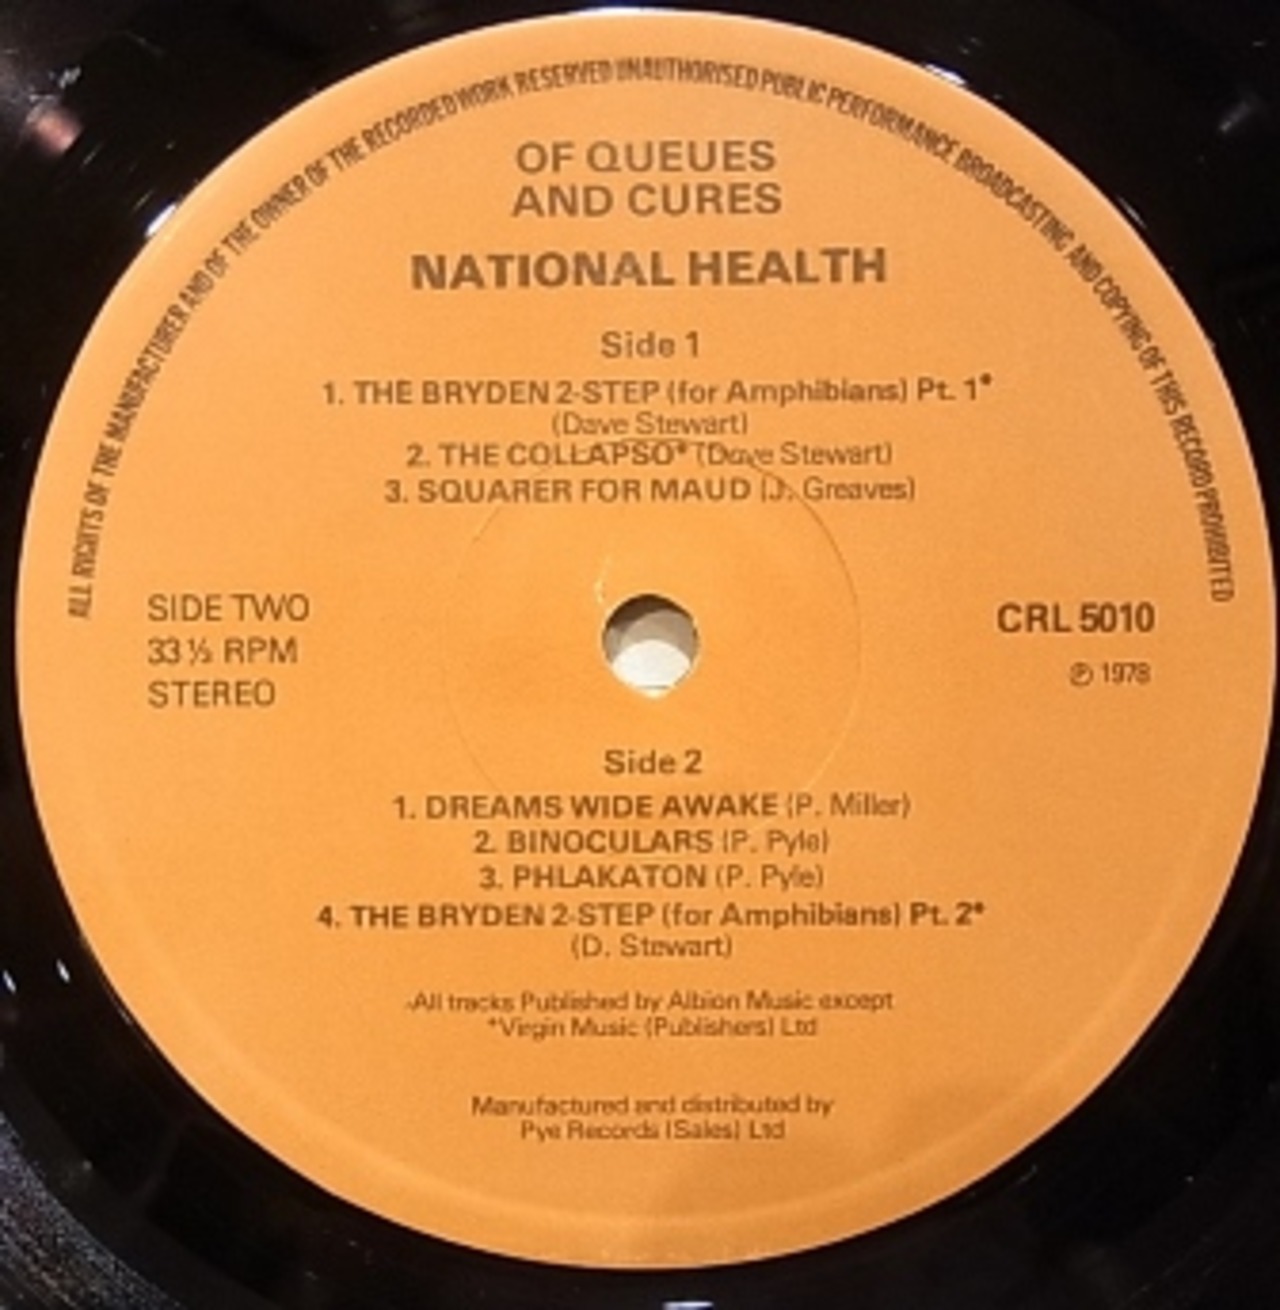 ALL RIGHTS OF THE MANUFACTURER AND OF THE OWNER OF THE RECORDED WORK RESERVED UNAUTHORISED PUBLIC PERFORMANCE BROADCASTING AND COPYING OF THIS RECORD PROHIBITED
OF QUEUES
AND CURES
NATIONAL HEALTH
Side 1
1. THE BRYDEN 2-STEP (for Amphibians) Pt. 1*
(Dave Stewart)
2. THE COLLAPSO* (Dave Stewart)
3. SQUARER FOR MAUD (J. Greaves)
SIDE TWO
33 ⅓ RPM
STEREO
CRL 5010
℗ 1978
Side 2
1. DREAMS WIDE AWAKE (P. Miller)
2. BINOCULARS (P. Pyle)
3. PHLAKATON (P. Pyle)
4. THE BRYDEN 2-STEP (for Amphibians) Pt. 2*
(D. Stewart)
-All tracks Published by Albion Music except
*Virgin Music (Publishers) Ltd
Manufactured and distributed by
Pye Records (Sales) Ltd